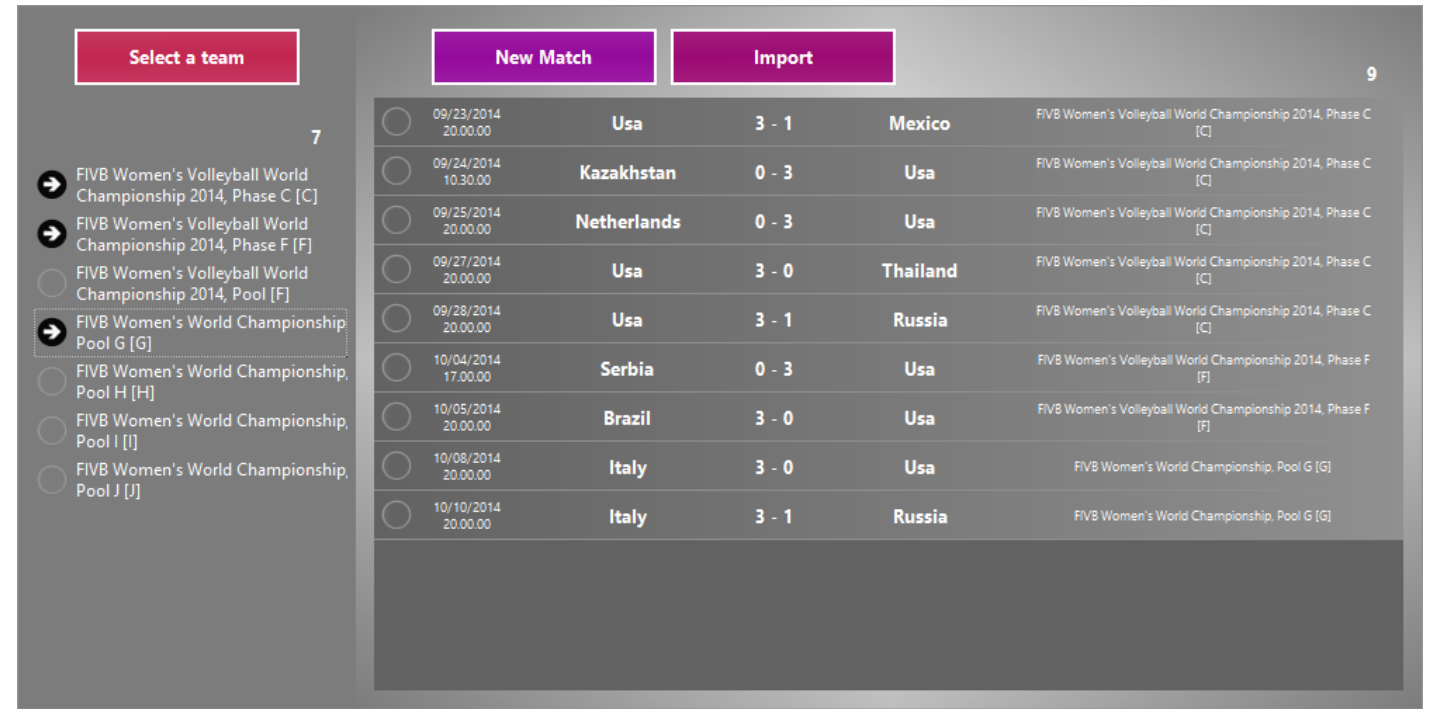 Select a team
7
FIVB Women's Volleyball World
Championship 2014, Phase C [C]
FIVB Women's Volleyball World
Championship 2014, Phase F [F]
FIVB Women's Volleyball World
Championship 2014, Pool [F]
FIVB Women's World Championship
Pool G [G]
FIVB Women's World Championship,
Pool H [H]
FIVB Women's World Championship,
Pool I [I]
FIVB Women's World Championship,
Pool J [J]
New Match
Import
9
09/23/2014
20.00.00
Usa 3 - 1 Mexico
FIVB Women's Volleyball World Championship 2014, Phase C
[C]
09/24/2014
10.30.00
Kazakhstan 0 - 3 Usa
FIVB Women's Volleyball World Championship 2014, Phase C
[C]
09/25/2014
20.00.00
Netherlands 0 - 3 Usa
FIVB Women's Volleyball World Championship 2014, Phase C
[C]
09/27/2014
20.00.00
Usa 3 - 0 Thailand
FIVB Women's Volleyball World Championship 2014, Phase C
[C]
09/28/2014
20.00.00
Usa 3 - 1 Russia
FIVB Women's Volleyball World Championship 2014, Phase C
[C]
10/04/2014
17.00.00
Serbia 0 - 3 Usa
FIVB Women's Volleyball World Championship 2014, Phase F
[F]
10/05/2014
20.00.00
Brazil 3 - 0 Usa
FIVB Women's Volleyball World Championship 2014, Phase F
[F]
10/08/2014
20.00.00
Italy 3 - 0 Usa
FIVB Women's World Championship, Pool G [G]
10/10/2014
20.00.00
Italy 3 - 1 Russia
FIVB Women's World Championship, Pool G [G]